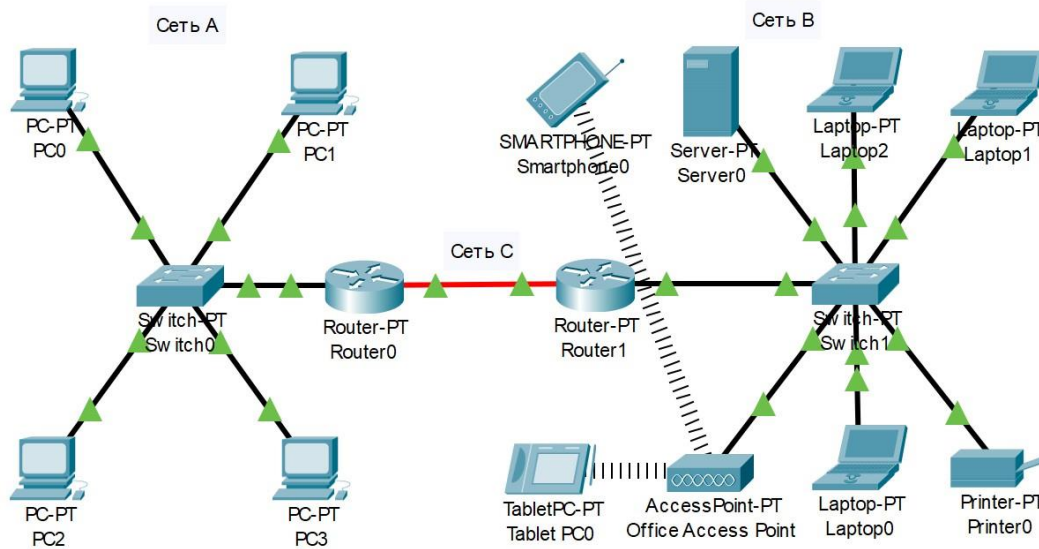 Сеть А
Сеть В
PC-PT
PC0
PC-PT
PC1
SMARTPHONE-PT
Smartphone0
Server-PT
Server0
Laptop-PT
Laptop2
Laptop-PT
Laptop1
Сеть С
Switch-PT
Switch0
Router-PT
Router0
Router-PT
Router1
Switch-PT
Switch1
PC-PT
PC2
PC-PT
PC3
TabletPC-PT
Tablet PC0
AccessPoint-PT
Office Access Point
Laptop-PT
Laptop0
Printer-PT
Printer0